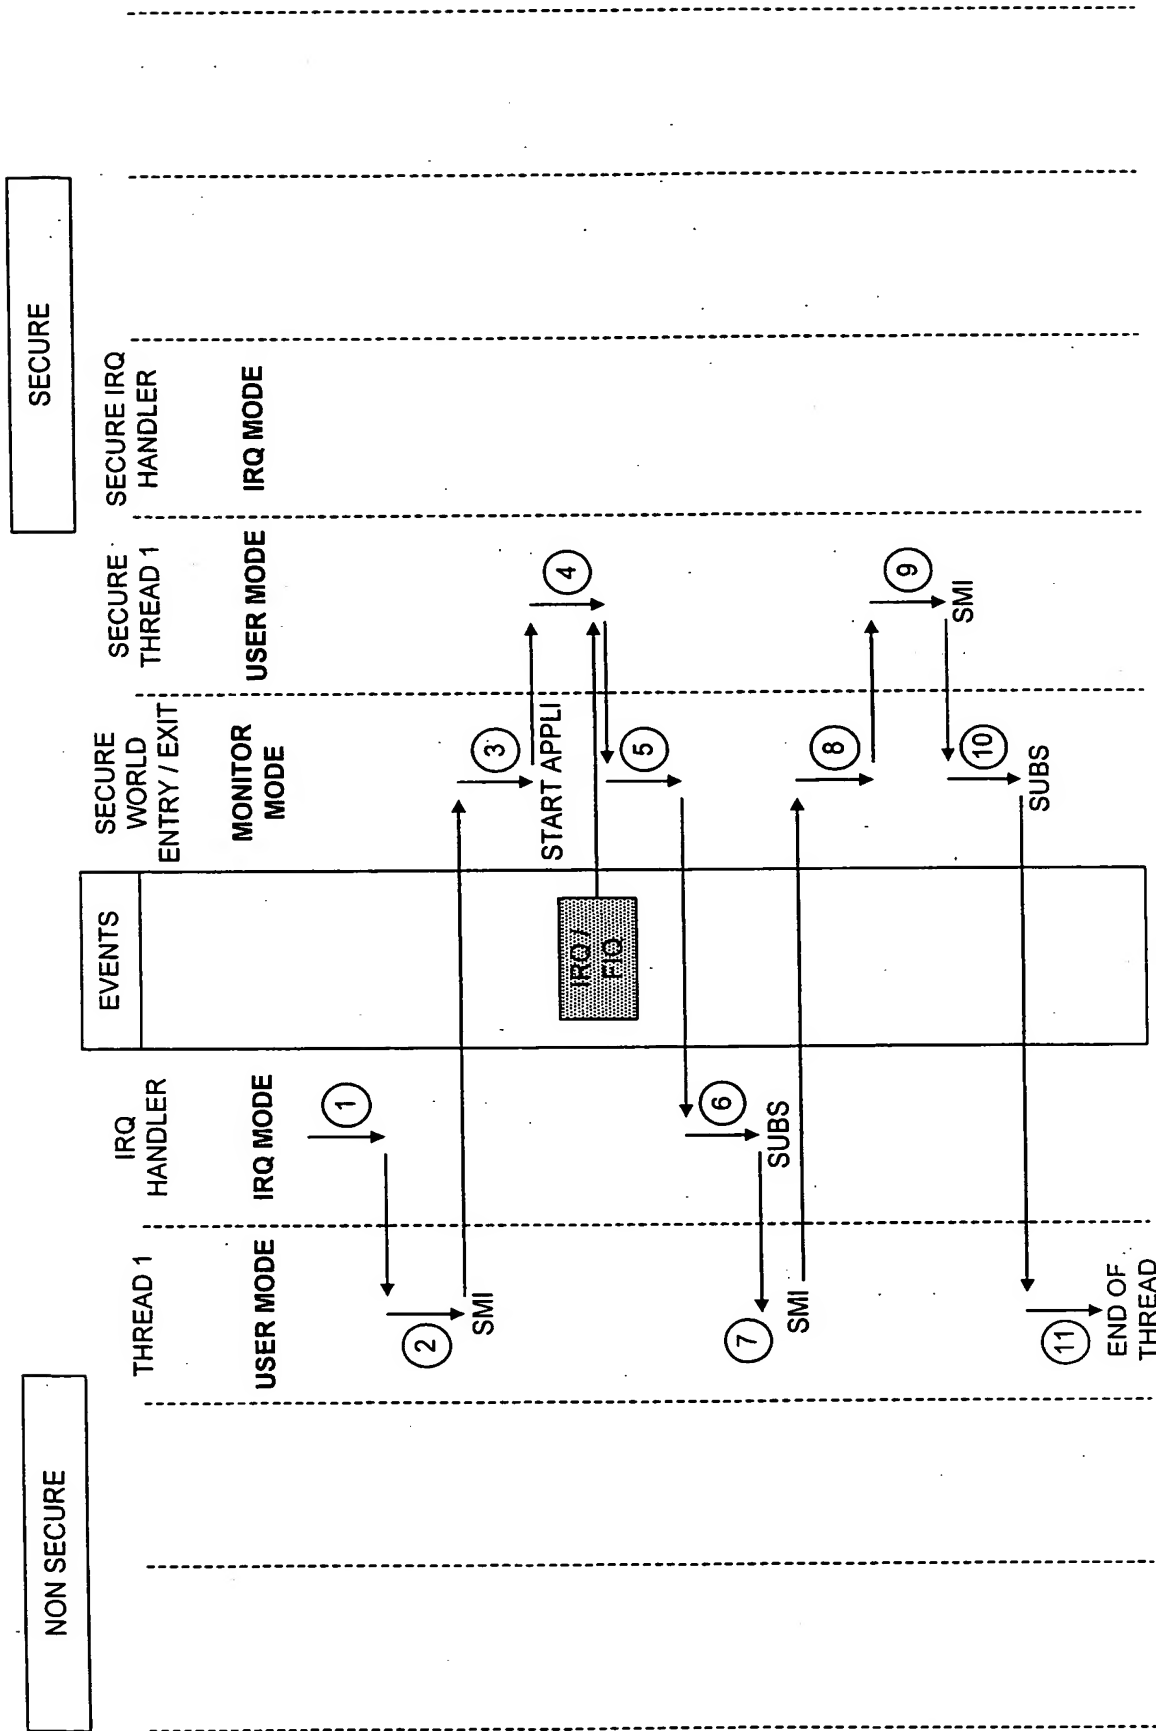 NON SECURE
SECURE
THREAD 1
USER MODE
IRQ
HANDLER
IRQ MODE
EVENTS
SECURE
WORLD
ENTRY / EXIT
MONITOR
MODE
SECURE
THREAD 1
USER MODE
SECURE IRQ
HANDLER
IRQ MODE
1
2
SMI
3
START APPLI
4
IRQ /
FIQ
5
6
SUBS
7
SMI
8
9
SMI
10
SUBS
11
END OF
THREAD